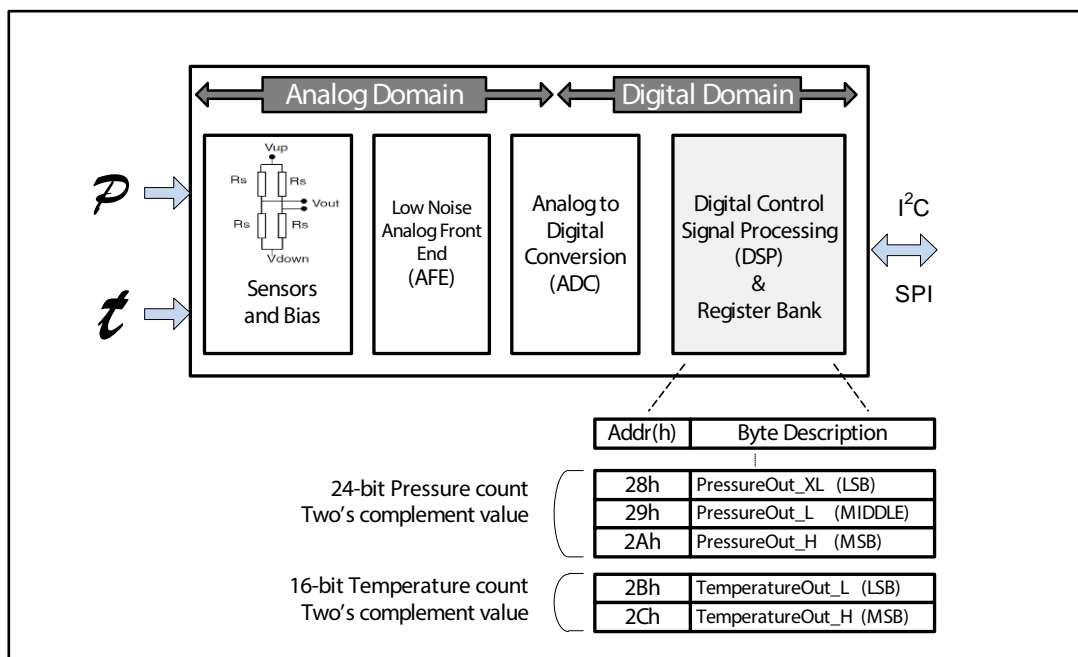 Analog Domain
Digital Domain
P
t
Vup
Rs
Rs
Vout
Rs
Rs
Vdown
Sensors
and Bias
Low Noise
Analog Front
End
(AFE)
Analog to
Digital
Conversion
(ADC)
Digital Control
Signal Processing
(DSP)
&
Register Bank
I²C
SPI
Addr(h) Byte Description
24-bit Pressure count
Two's complement value
28h PressureOut_XL (LSB)
29h PressureOut_L (MIDDLE)
2Ah PressureOut_H (MSB)
16-bit Temperature count
Two's complement value
2Bh TemperatureOut_L (LSB)
2Ch TemperatureOut_H (MSB)